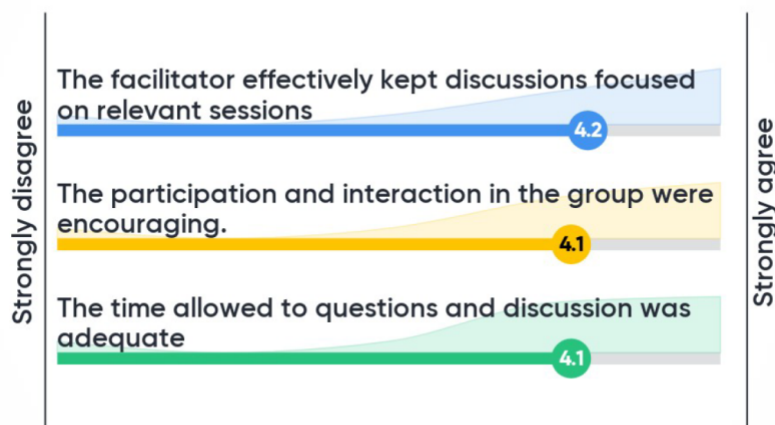 Strongly disagree
The facilitator effectively kept discussions focused
on relevant sessions
4.2
The participation and interaction in the group were
encouraging.
4.1
The time allowed to questions and discussion was
adequate
4.1
Strongly agree